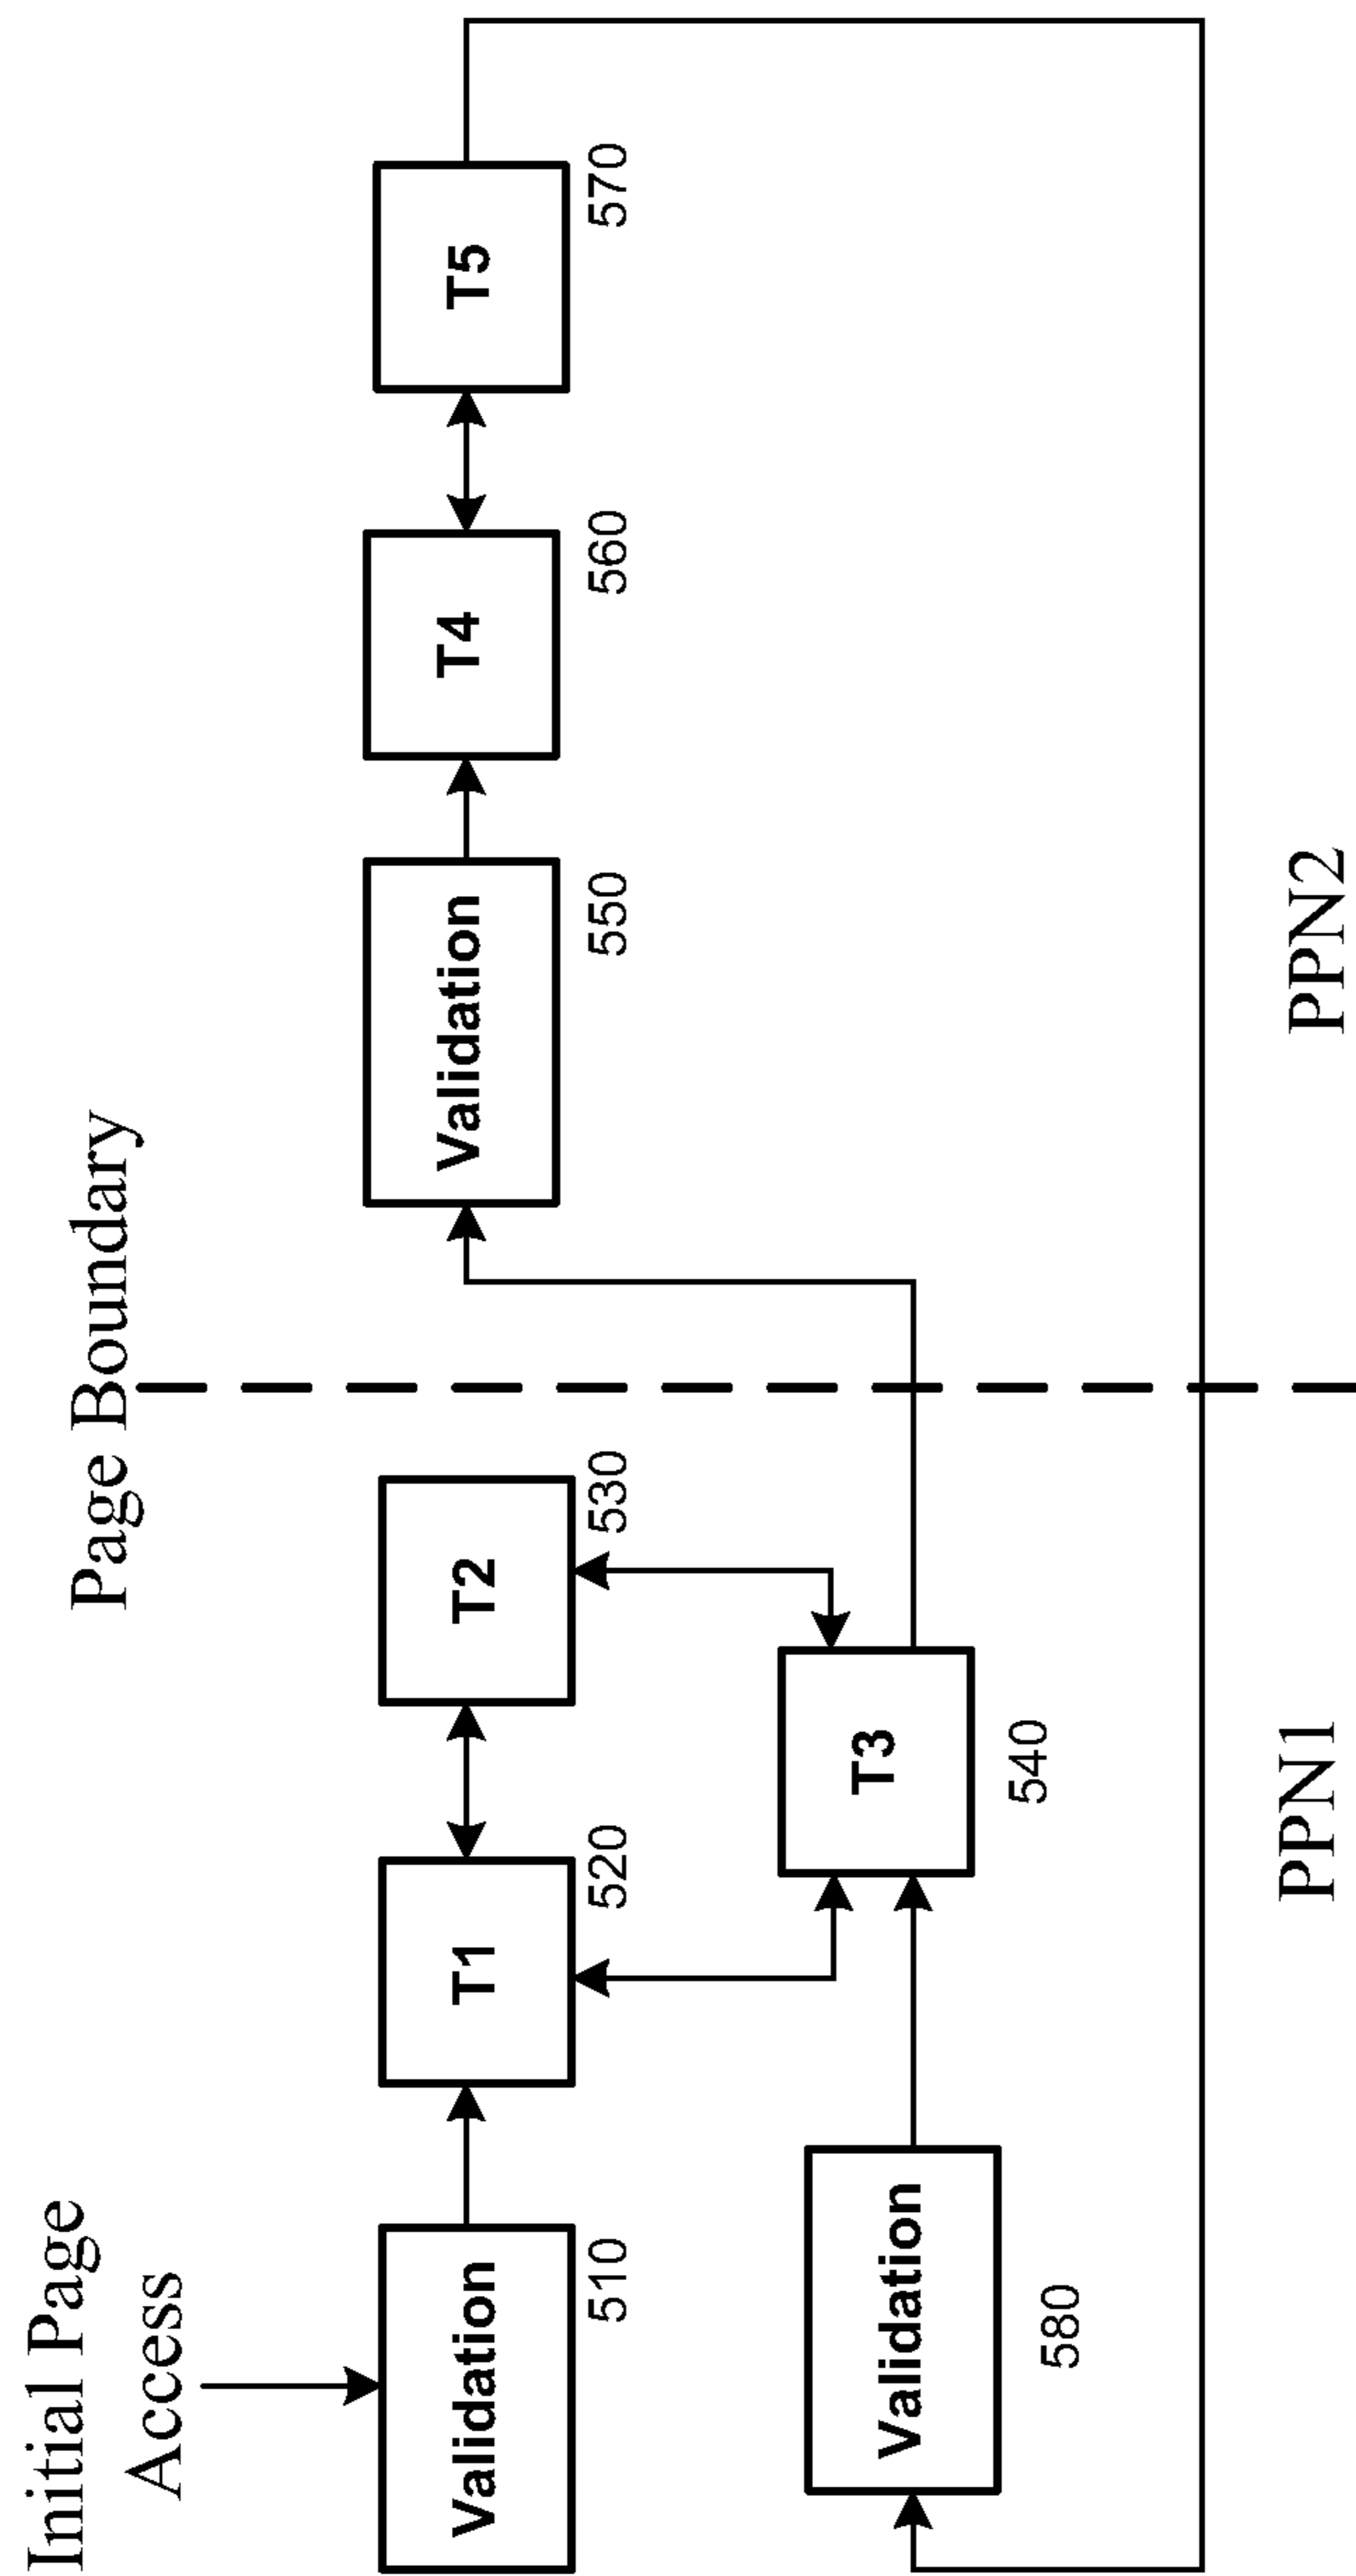 Initial Page
Access
Page Boundary
Validation
510
T1
520
T2
530
Validation
550
T4
560
T5
570
Validation
580
T3
540
PPN1
PPN2